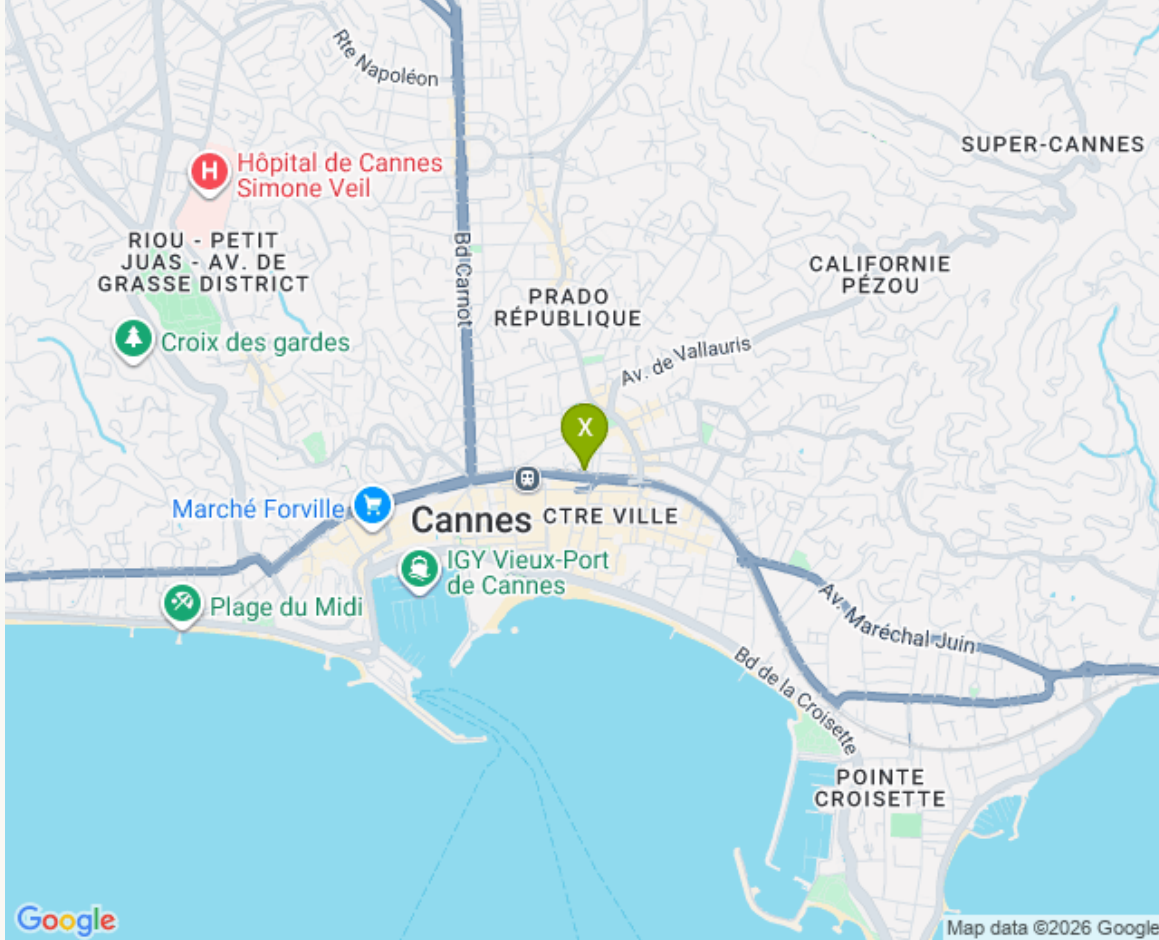 Rte Napoléon
SUPER-CANNES
H
Hôpital de Cannes
Simone Veil
RIOU - PETIT
JUAS - AV. DE
GRASSE DISTRICT
Bd Carnot
CALIFORNIE
PÉZOU
PRADO
RÉPUBLIQUE
Croix des gardes
Av. de Vallauris
X
Marché Forville
Cannes
CTRE VILLE
IGY Vieux-Port
de Cannes
Plage du Midi
Av. Maréchal Juin
Bd de la Croisette
POINTE
CROISETTE
Google
Map data ©2026 Google